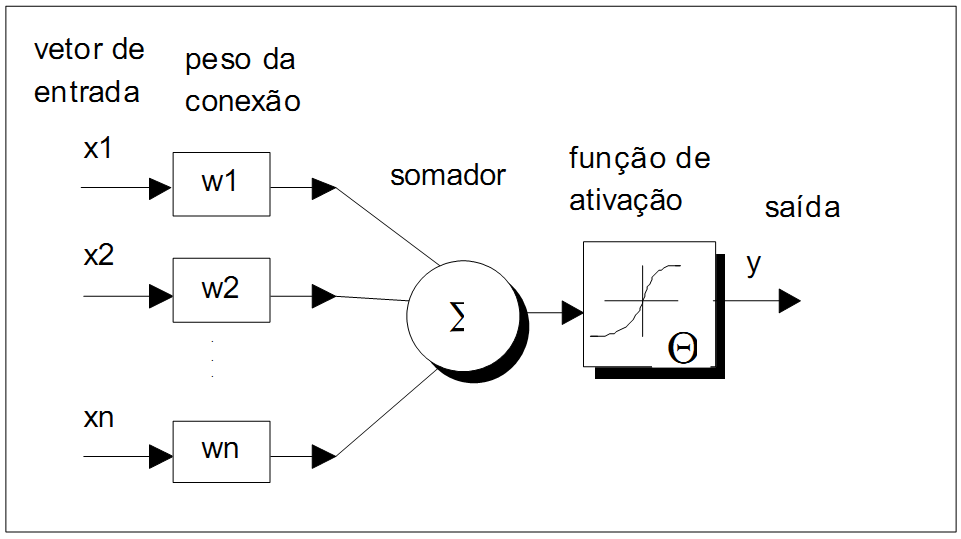 vetor de
entrada
peso da
conexão
x1
w1
somador
função de
ativação
saída
x2
w2
Σ
y
Θ
xn
wn